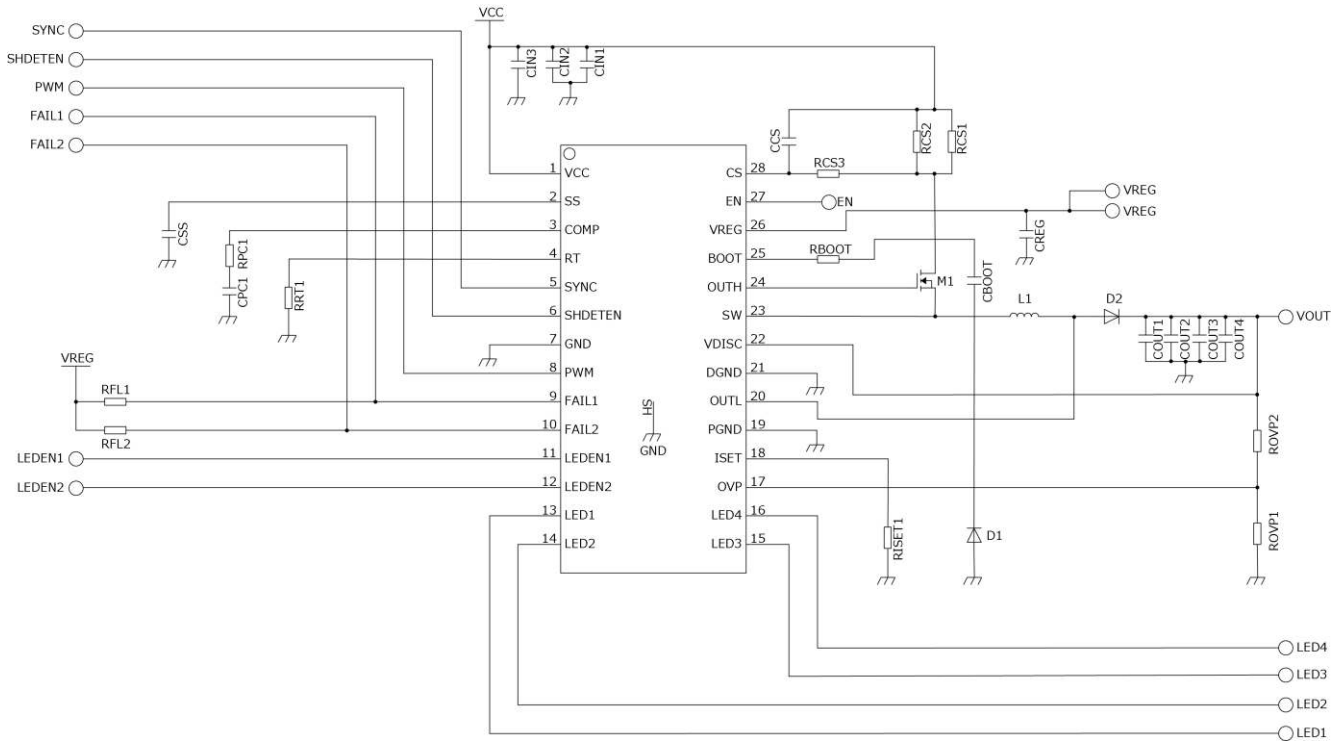 VCC
SYNC
SHDETEN
PWM
FAIL1
FAIL2
CIN3
CIN2
CIN1
CCS
RCS2
RCS1
RCS3
1 VCC
2 SS
3 COMP
4 RT
5 SYNC
6 SHDETEN
7 GND
8 PWM
9 FAIL1
10 FAIL2
11 LEDEN1
12 LEDEN2
13 LED1
14 LED2
CS 28
EN 27
VREG 26
BOOT 25
OUTH 24
SW 23
VDISC 22
DGND 21
OUTL 20
PGND 19
ISET 18
OVP 17
LED4 16
LED3 15
HS
GND
CSS
RPC1
CPC1
RRT1
VREG
RFL1
RFL2
LEDEN1
LEDEN2
EN
VREG
VREG
CREG
RBOOT
CBOOT
M1
L1
D2
COUT1
COUT2
COUT3
COUT4
VOUT
ROVP2
ROVP1
RISET1
D1
LED4
LED3
LED2
LED1